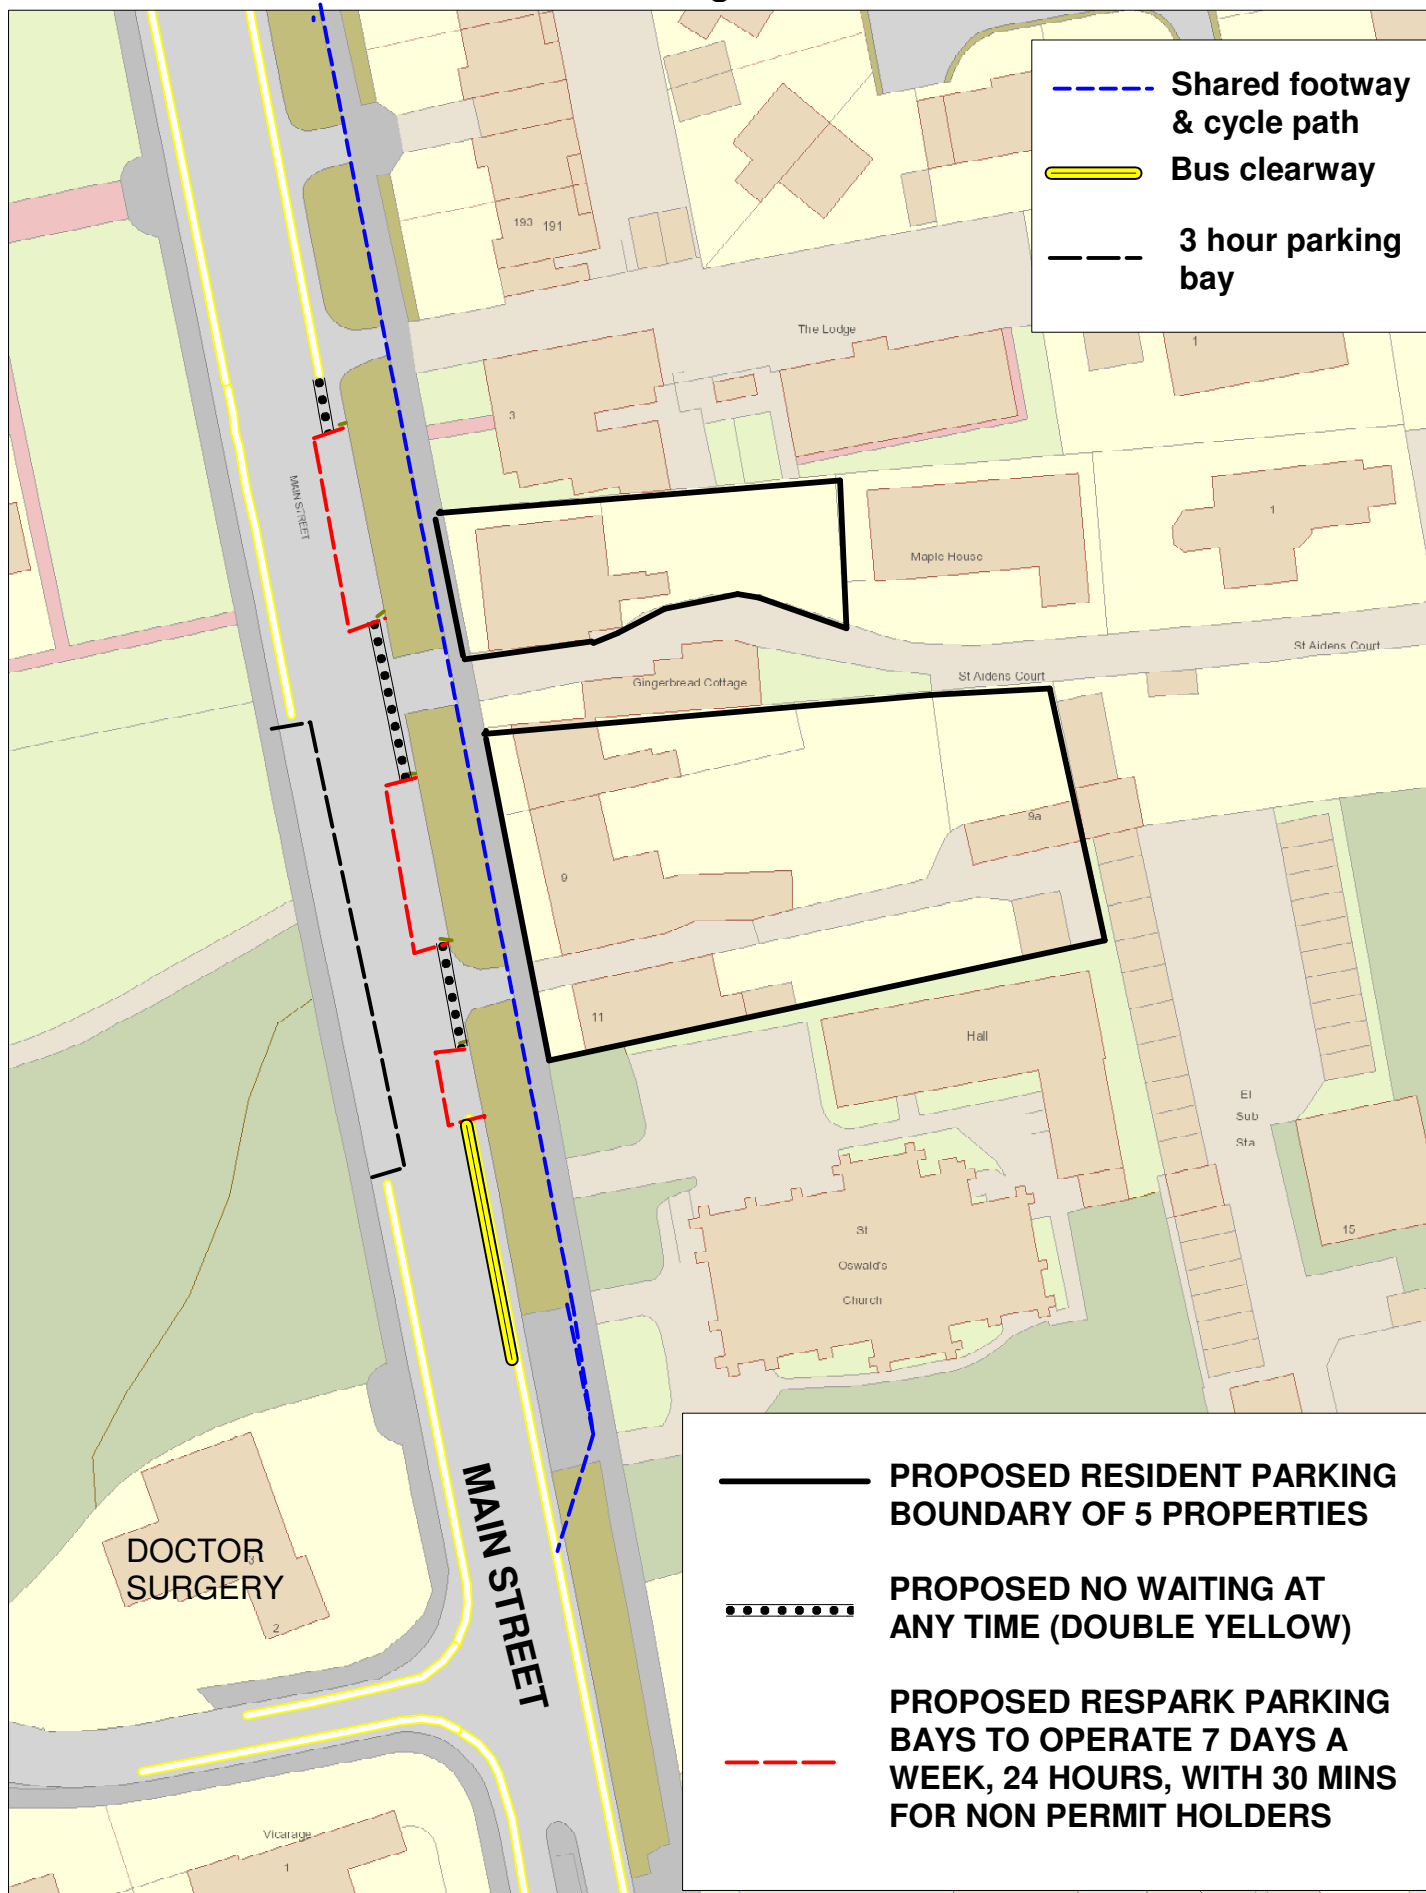 Shared footway
& cycle path
Bus clearway
3 hour parking
bay
193 191
The Lodge
1
3
MAIN STREET
Maple House
1
St Aidens Court
St Aidens Court
Gingerbread Cottage
9a
9
11
Hall
El
Sub
Sta
15
St
Oswald's
Church
MAIN STREET
DOCTOR
SURGERY
3
2
Vicarage
1
PROPOSED RESIDENT PARKING
BOUNDARY OF 5 PROPERTIES
PROPOSED NO WAITING AT
ANY TIME (DOUBLE YELLOW)
PROPOSED RESPARK PARKING
BAYS TO OPERATE 7 DAYS A
WEEK, 24 HOURS, WITH 30 MINS
FOR NON PERMIT HOLDERS